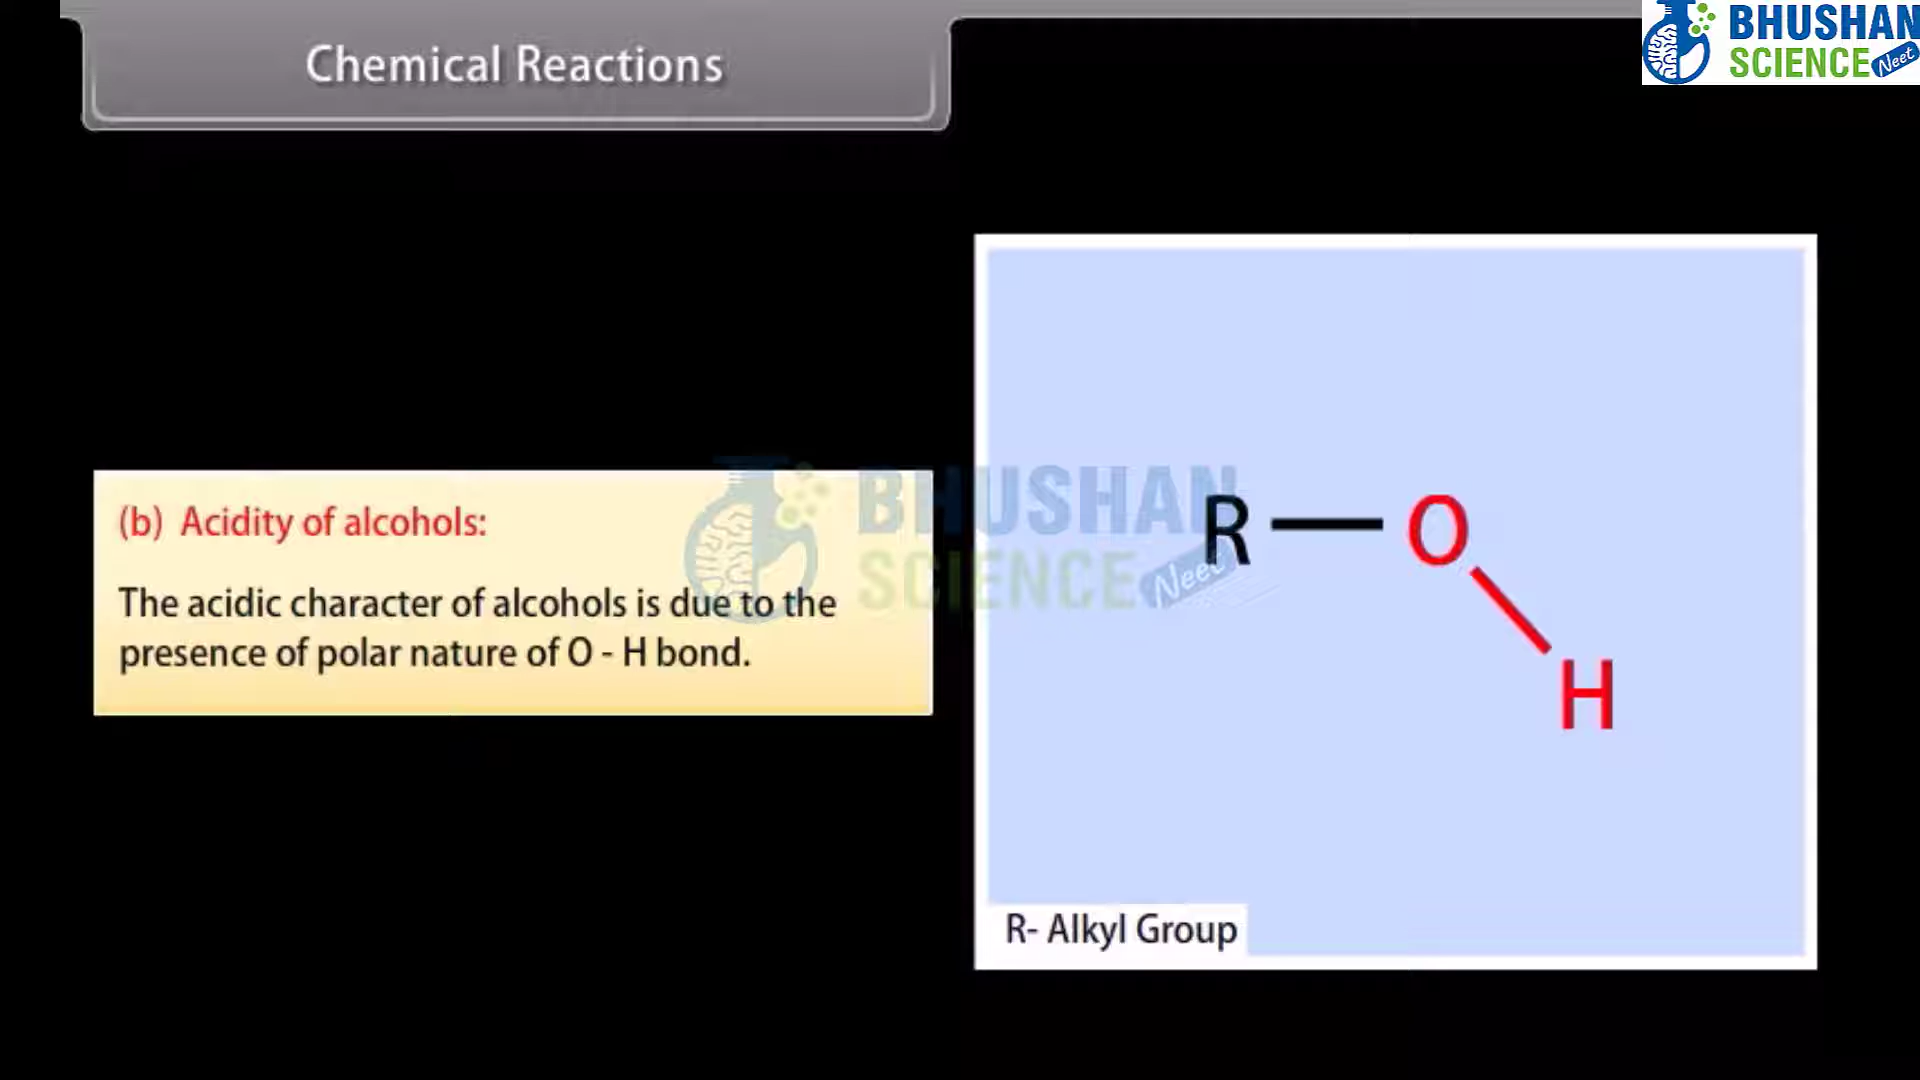 Chemical Reactions
BHUSHAN
SCIENCE Neet
(b) Acidity of alcohols:
The acidic character of alcohols is due to the
presence of polar nature of O - H bond.
BHUSHAN
SCIENCE Neet
R — O
H
R- Alkyl Group